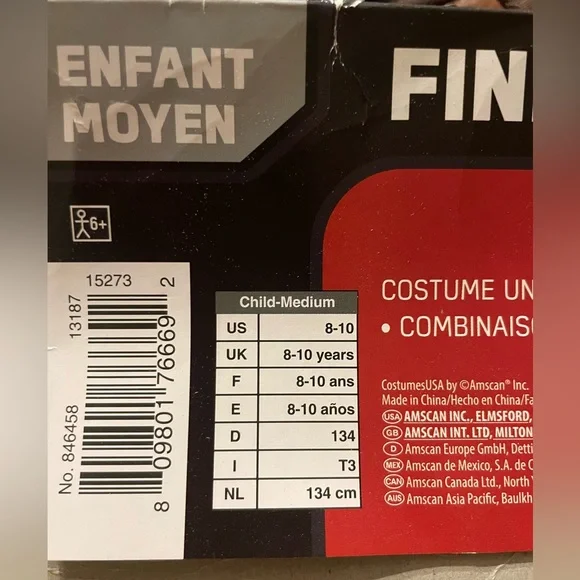 ENFANT
MOYEN
FIN
6+
15273
13187
8 09801 76669 2
No. 846458
Child-Medium
US 8-10
UK 8-10 years
F 8-10 ans
E 8-10 años
D 134
I T3
NL 134 cm
COSTUME UN
• COMBINAIS
CostumesUSA by ©Amscan® Inc.
Made in China/Hecho en China/Fa
USA AMSCAN INC., ELMSFORD,
GB AMSCAN INT. LTD, MILTON
D Amscan Europe GmbH, Detti
MEX Amscan de Mexico, S.A. de C
CAN Amscan Canada Ltd., North Y
AUS Amscan Asia Pacific, Baulkh